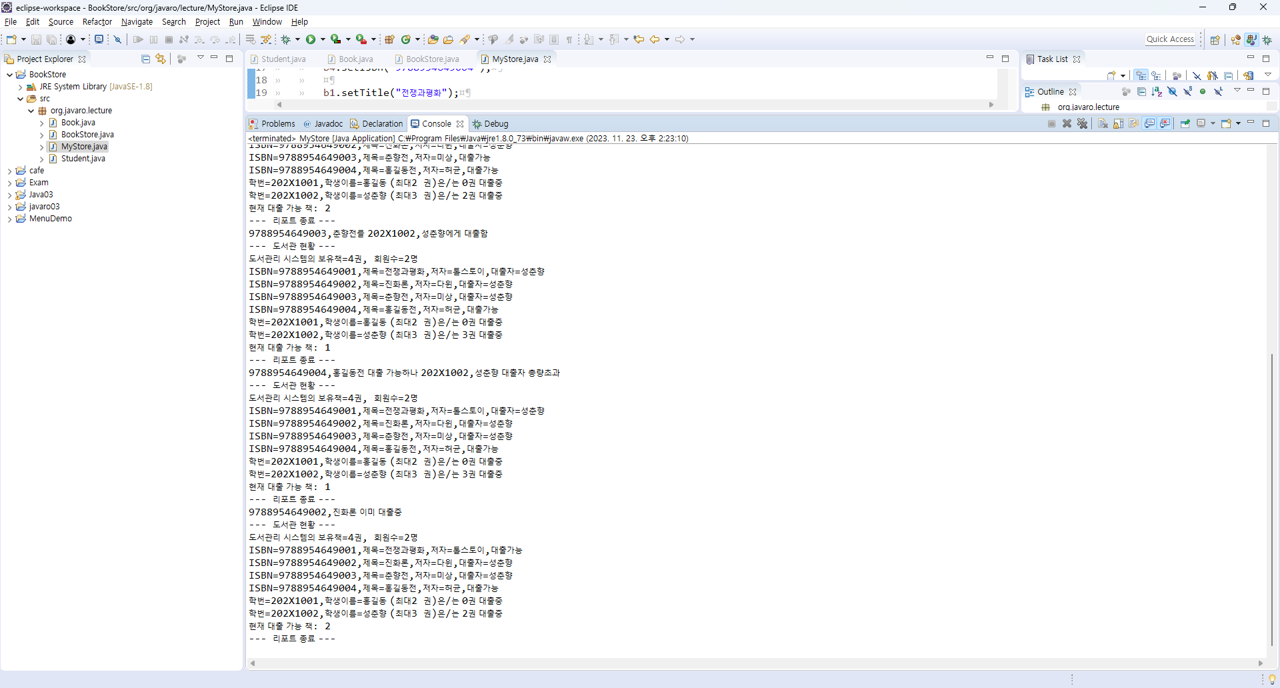 eclipse-workspace - BookStore/src/org/javaro/lecture/MyStore.java - Eclipse IDE
File Edit Source Refactor Navigate Search Project Run Window Help
Quick Access
Project Explorer
BookStore
JRE System Library [JavaSE-1.8]
src
org.javaro.lecture
Book.java
BookStore.java
MyStore.java
Student.java
cafe
Exam
Java03
javaro03
MenuDemo
Student.java Book.java BookStore.java MyStore.java
18
19 b1.setTitle("전쟁과평화");
Task List
Outline
org.javaro.lecture
Problems Javadoc Declaration Console Debug
<terminated> MyStore [Java Application] C:₩Program Files₩Java₩jre1.8.0_73₩bin₩javaw.exe (2023. 11. 23. 오후 2:23:10)
ISBN=9788954649002,제목=진화론,저자=다윈,대출자=성춘향
ISBN=9788954649003,제목=춘향전,저자=미상,대출가능
ISBN=9788954649004,제목=홍길동전,저자=허균,대출가능
학번=202X1001,학생이름=홍길동 (최대2 권)은/는 0권 대출중
학번=202X1002,학생이름=성춘향 (최대3 권)은/는 2권 대출중
현재 대출 가능 책: 2
--- 리포트 종료 ---
9788954649003,춘향전를 202X1002,성춘향에게 대출함
--- 도서관 현황 ---
도서관리 시스템의 보유책=4권, 회원수=2명
ISBN=9788954649001,제목=전쟁과평화,저자=톨스토이,대출자=성춘향
ISBN=9788954649002,제목=진화론,저자=다윈,대출자=성춘향
ISBN=9788954649003,제목=춘향전,저자=미상,대출자=성춘향
ISBN=9788954649004,제목=홍길동전,저자=허균,대출가능
학번=202X1001,학생이름=홍길동 (최대2 권)은/는 0권 대출중
학번=202X1002,학생이름=성춘향 (최대3 권)은/는 3권 대출중
현재 대출 가능 책: 1
--- 리포트 종료 ---
9788954649004,홍길동전 대출 가능하나 202X1002,성춘향 대출자 총량초과
--- 도서관 현황 ---
도서관리 시스템의 보유책=4권, 회원수=2명
ISBN=9788954649001,제목=전쟁과평화,저자=톨스토이,대출자=성춘향
ISBN=9788954649002,제목=진화론,저자=다윈,대출자=성춘향
ISBN=9788954649003,제목=춘향전,저자=미상,대출자=성춘향
ISBN=9788954649004,제목=홍길동전,저자=허균,대출가능
학번=202X1001,학생이름=홍길동 (최대2 권)은/는 0권 대출중
학번=202X1002,학생이름=성춘향 (최대3 권)은/는 3권 대출중
현재 대출 가능 책: 1
--- 리포트 종료 ---
9788954649002,진화론 이미 대출중
--- 도서관 현황 ---
도서관리 시스템의 보유책=4권, 회원수=2명
ISBN=9788954649001,제목=전쟁과평화,저자=톨스토이,대출가능
ISBN=9788954649002,제목=진화론,저자=다윈,대출자=성춘향
ISBN=9788954649003,제목=춘향전,저자=미상,대출자=성춘향
ISBN=9788954649004,제목=홍길동전,저자=허균,대출가능
학번=202X1001,학생이름=홍길동 (최대2 권)은/는 0권 대출중
학번=202X1002,학생이름=성춘향 (최대3 권)은/는 2권 대출중
현재 대출 가능 책: 2
--- 리포트 종료 ---